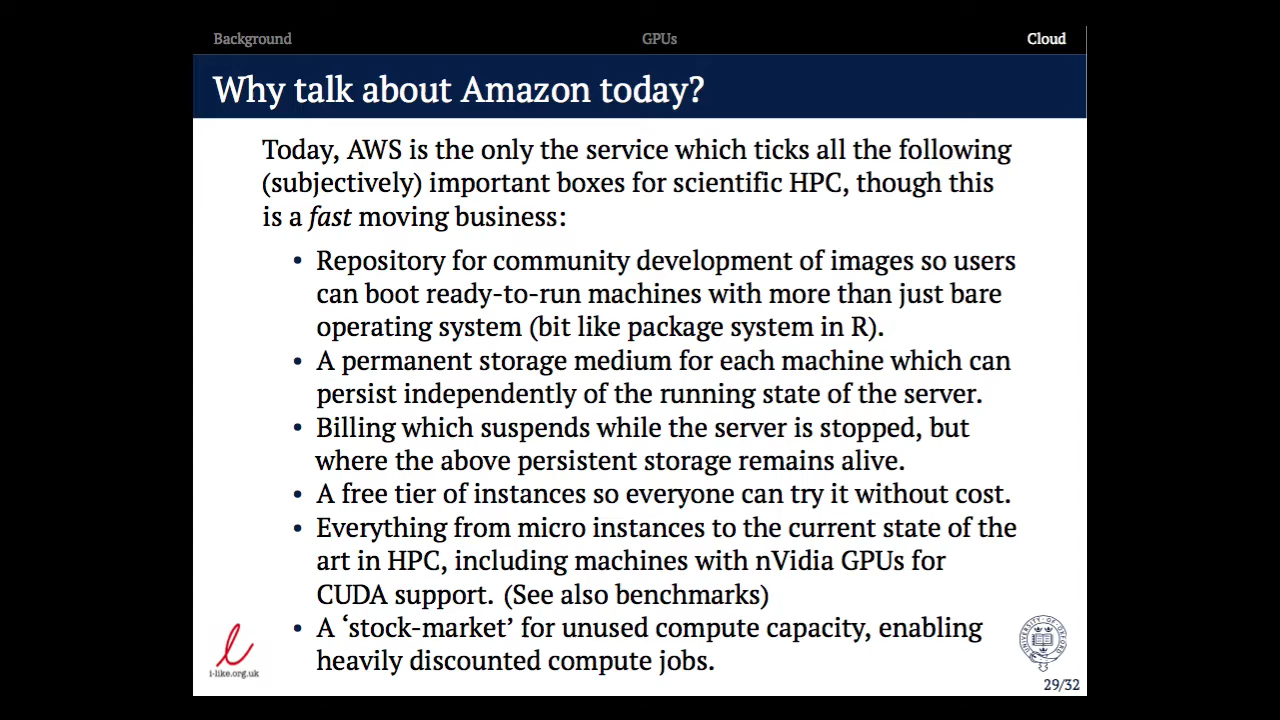 Background GPUs Cloud
Why talk about Amazon today?
Today, AWS is the only the service which ticks all the following
(subjectively) important boxes for scientific HPC, though this
is a fast moving business:
• Repository for community development of images so users
can boot ready-to-run machines with more than just bare
operating system (bit like package system in R).
• A permanent storage medium for each machine which can
persist independently of the running state of the server.
• Billing which suspends while the server is stopped, but
where the above persistent storage remains alive.
• A free tier of instances so everyone can try it without cost.
• Everything from micro instances to the current state of the
art in HPC, including machines with nVidia GPUs for
CUDA support. (See also benchmarks)
• A ‘stock-market’ for unused compute capacity, enabling
heavily discounted compute jobs.
l
i-like.org.uk
UNIVERSITY OF OXFORD
29/32